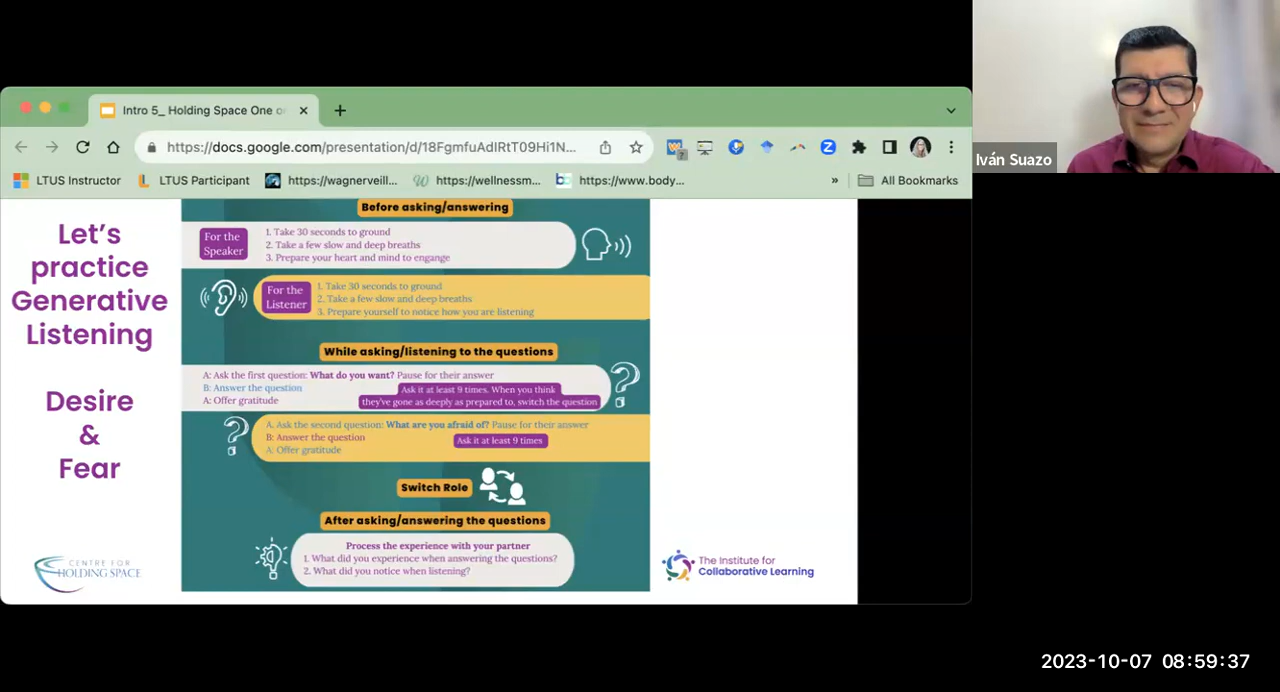 Intro 5_ Holding Space One o
https://docs.google.com/presentation/d/18FgmfuAdIRtT09Hi1N...
LTUS Instructor
LTUS Participant
https://wagnerveill...
https://wellnessm...
https://www.body...
»
All Bookmarks
Iván Suazo
Let's
practice
Generative
Listening
Desire
&
Fear
Before asking/answering
For the
Speaker
1. Take 30 seconds to ground
2. Take a few slow and deep breaths
3. Prepare your heart and mind to engange
For the
Listener
1. Take 30 seconds to ground
2. Take a few slow and deep breaths
3. Prepare yourself to notice how you are listening
While asking/listening to the questions
A: Ask the first question: What do you want? Pause for their answer
B: Answer the question
A: Offer gratitude
Ask it at least 9 times. When you think
they've gone as deeply as prepared to, switch the question
A. Ask the second question: What are you afraid of? Pause for their answer
B: Answer the question
A: Offer gratitude
Ask it at least 9 times
Switch Role
After asking/answering the questions
Process the experience with your partner
1. What did you experience when answering the questions?
2. What did you notice when listening?
CENTRE FOR
HOLDING SPACE
The Institute for
Collaborative Learning
2023-10-07 08:59:37